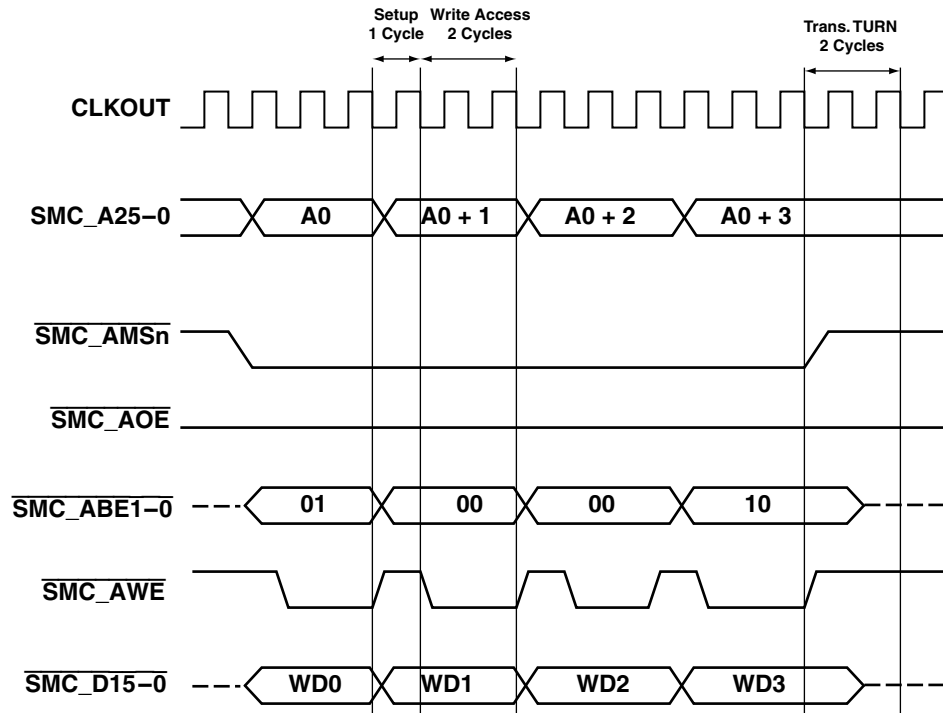 Setup
1 Cycle
Write Access
2 Cycles
Trans. TURN
2 Cycles
CLKOUT
SMC_A25–0
A0
A0 + 1
A0 + 2
A0 + 3
SMC_AMSn
SMC_AOE
SMC_ABE1–0
01
00
00
10
SMC_AWE
SMC_D15–0
WD0
WD1
WD2
WD3